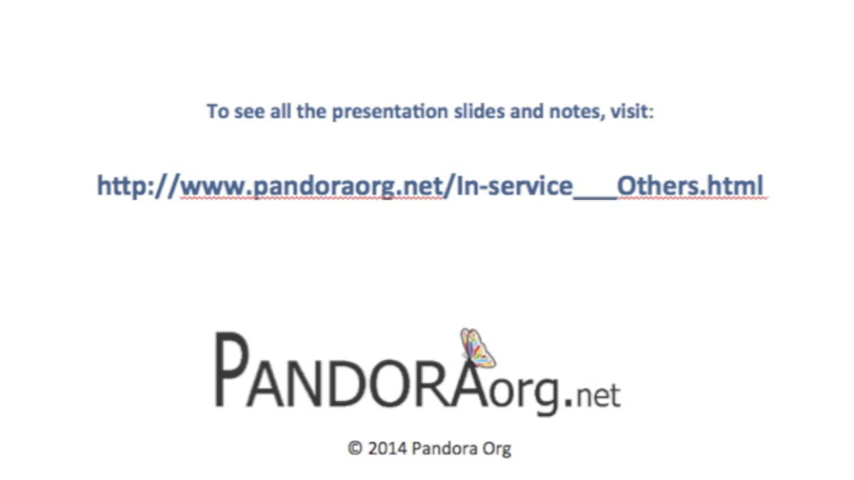 To see all the presentation slides and notes, visit:
http://www.pandoraorg.net/In-service___Others.html
PANDORAorg.net
© 2014 Pandora Org